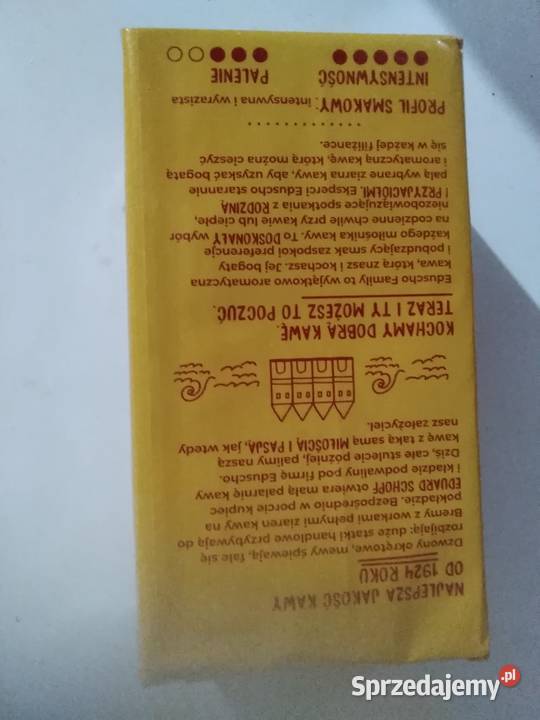 NAJLEPSZA JAKOŚĆ KAWY
OD 1924 ROKU
Dzwony okrętowe, mewy śpiewają, fale się
rozbijają: duże statki handlowe przybywają do
Bremy z workami pełnymi ziaren kawy na
pokładzie. Bezpośrednio w porcie kupiec
EDUARD SCHOPF otwiera małą palarnię kawy
i kładzie podwaliny pod firmę Eduscho.
Dziś, całe stulecie później, palimy naszą
kawę z taką samą MIŁOŚCIĄ I PASJĄ, jak wtedy
nasz założyciel.
KOCHAMY DOBRĄ KAWĘ.
TERAZ I TY MOŻESZ TO POCZUĆ.
Eduscho Family to wyjątkowo aromatyczna
kawa, którą znasz i kochasz. Jej bogaty
i pobudzający smak zaspokoi preferencje
każdego miłośnika kawy. To DOSKONAŁY wybór
na codzienne chwile przy kawie lub ciepłe,
niezobowiązujące spotkania z RODZINĄ
I PRZYJACIÓŁMI. Eksperci Eduscho starannie
palą wybrane ziarna kawy, aby uzyskać bogatą
i aromatyczną kawę, którą można cieszyć
się w każdej filiżance.
PROFIL SMAKOWY: intensywna i wyrazista
INTENSYWNOŚĆ PALENIE
Sprzedajemy.pl